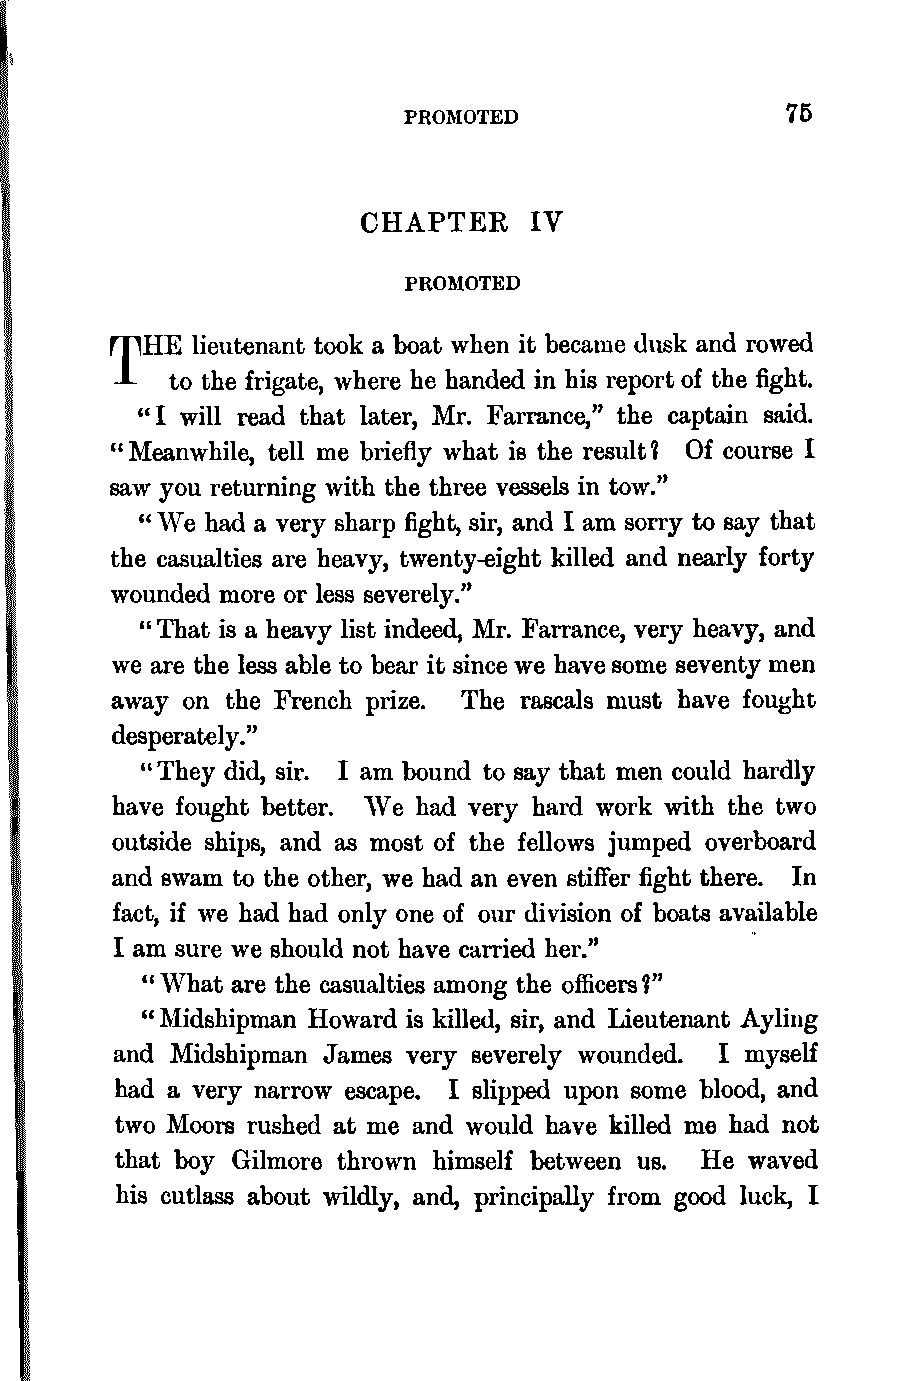 PROMOTED 75
CHAPTER IV
PROMOTED
THE lieutenant took a boat when it became dusk and rowed
to the frigate, where he handed in his report of the fight.
"I will read that later, Mr. Farrance," the captain said.
"Meanwhile, tell me briefly what is the result? Of course I
saw you returning with the three vessels in tow."
"We had a very sharp fight, sir, and I am sorry to say that
the casualties are heavy, twenty-eight killed and nearly forty
wounded more or less severely."
"That is a heavy list indeed, Mr. Farrance, very heavy, and
we are the less able to bear it since we have some seventy men
away on the French prize. The rascals must have fought
desperately."
"They did, sir. I am bound to say that men could hardly
have fought better. We had very hard work with the two
outside ships, and as most of the fellows jumped overboard
and swam to the other, we had an even stiffer fight there. In
fact, if we had had only one of our division of boats available
I am sure we should not have carried her."
"What are the casualties among the officers?"
"Midshipman Howard is killed, sir, and Lieutenant Ayling
and Midshipman James very severely wounded. I myself
had a very narrow escape. I slipped upon some blood, and
two Moors rushed at me and would have killed me had not
that boy Gilmore thrown himself between us. He waved
his cutlass about wildly, and, principally from good luck, I